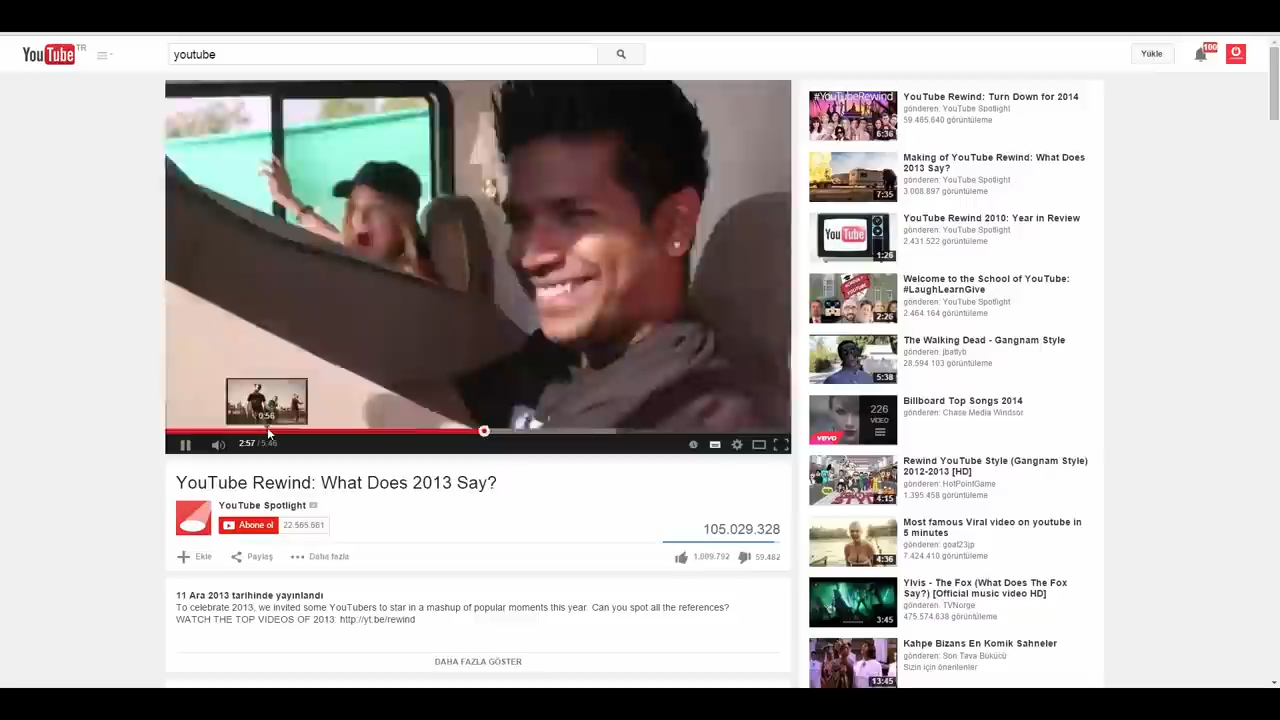 YouTube TR
youtube
Yükle
100
0:56
2:57 / 5:46
YouTube Rewind: What Does 2013 Say?
YouTube Spotlight
Abone ol 22.565.661
105.029.328
Ekle Paylaş Daha fazla
1.009.792 59.482
11 Ara 2013 tarihinde yayınlandı
To celebrate 2013, we invited some YouTubers to star in a mashup of popular moments this year. Can you spot all the references?
WATCH THE TOP VIDEOS OF 2013: http://yt.be/rewind
DAHA FAZLA GÖSTER
#YouTubeRewind
6:36
YouTube Rewind: Turn Down for 2014
gönderen: YouTube Spotlight
59.465.640 görüntüleme
7:35
Making of YouTube Rewind: What Does
2013 Say?
gönderen: YouTube Spotlight
3.008.897 görüntüleme
YouTube
1:26
YouTube Rewind 2010: Year in Review
gönderen: YouTube Spotlight
2.431.522 görüntüleme
2:26
Welcome to the School of YouTube:
#LaughLearnGive
gönderen: YouTube Spotlight
2.464.164 görüntüleme
5:38
The Walking Dead - Gangnam Style
gönderen: jbattyb
28.594.103 görüntüleme
226
VIDEO
vevo
Billboard Top Songs 2014
gönderen: Chase Media Windsor
4:15
Rewind YouTube Style (Gangnam Style)
2012-2013 [HD]
gönderen: HotPointGame
1.395.458 görüntüleme
4:36
Most famous Viral video on youtube in
5 minutes
gönderen: goat23jp
7.424.410 görüntüleme
3:45
Ylvis - The Fox (What Does The Fox
Say?) [Official music video HD]
gönderen: TVNorge
475.574.638 görüntüleme
13:45
Kahpe Bizans En Komik Sahneler
gönderen: Son Tava Bükücü
Sizin için önerilenler